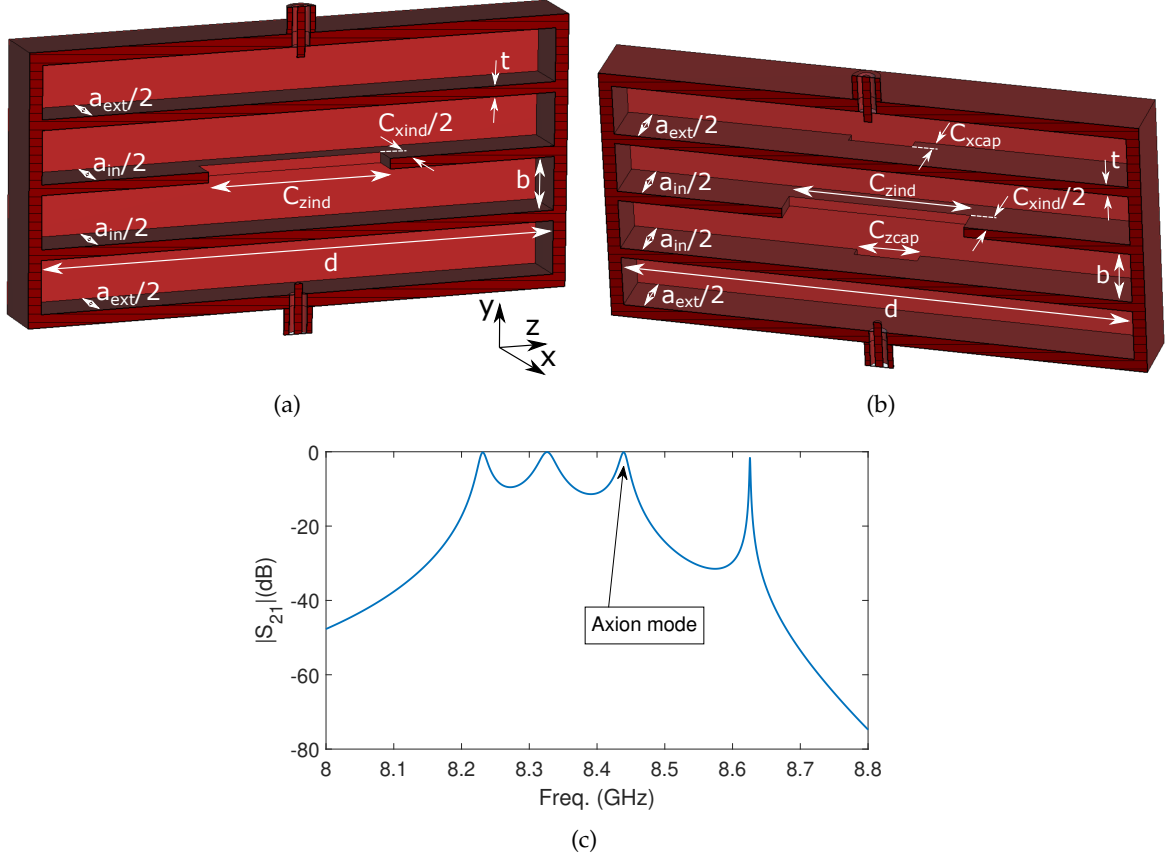 t
a_ext/2
C_xind/2
a_in/2
C_zind
b
a_in/2
d
a_ext/2
y
z
x
(a)
C_xcap
a_ext/2
t
C_zind
C_xind/2
a_in/2
C_zcap
a_in/2
b
a_ext/2
d
(b)
|S_21|(dB)
0
-20
-40
-60
-80
Axion mode
8 8.1 8.2 8.3 8.4 8.5 8.6 8.7 8.8
Freq. (GHz)
(c)